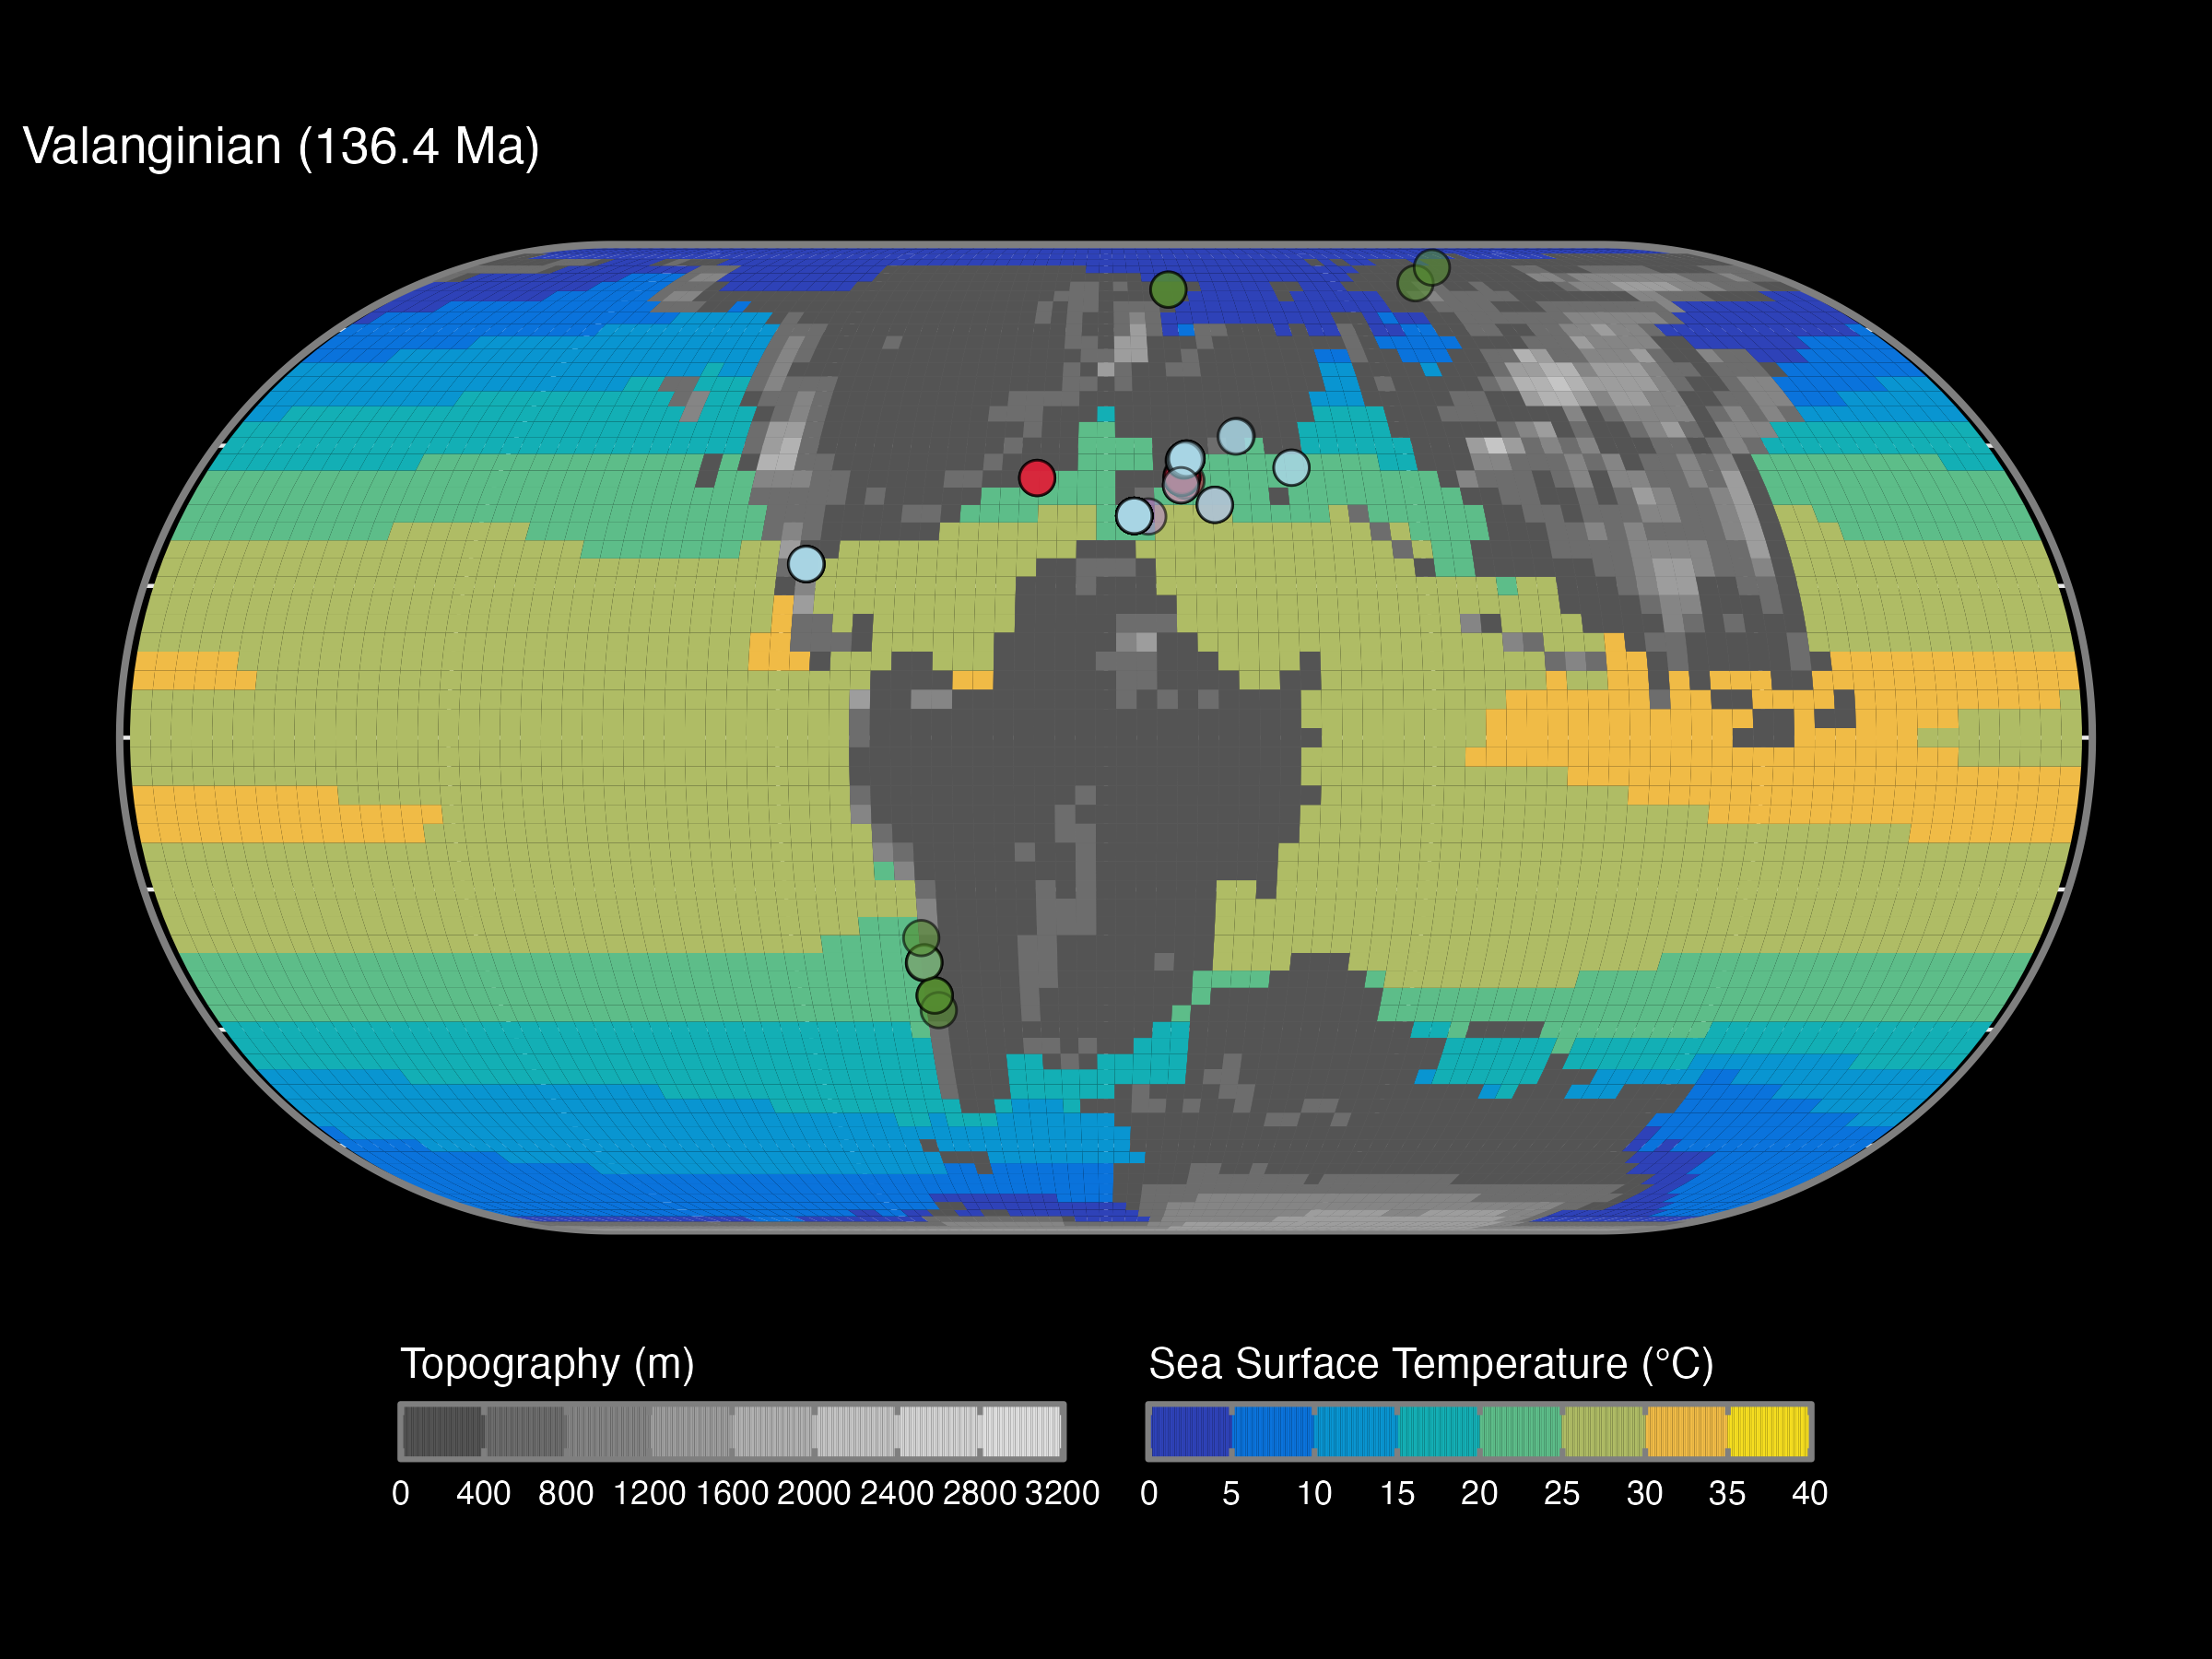 Valanginian (136.4 Ma)
Topography (m)
0 400 800 1200 1600 2000 2400 2800 3200
Sea Surface Temperature (°C)
0 5 10 15 20 25 30 35 40